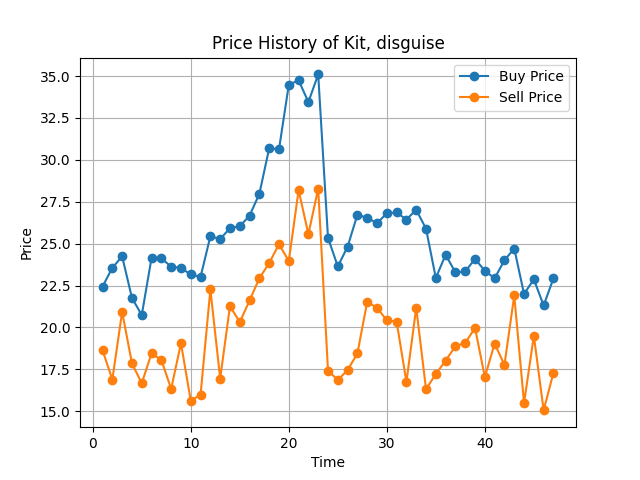 Price History of Kit, disguise
Buy Price
Sell Price
Price
35.0
32.5
30.0
27.5
25.0
22.5
20.0
17.5
15.0
0 10 20 30 40
Time